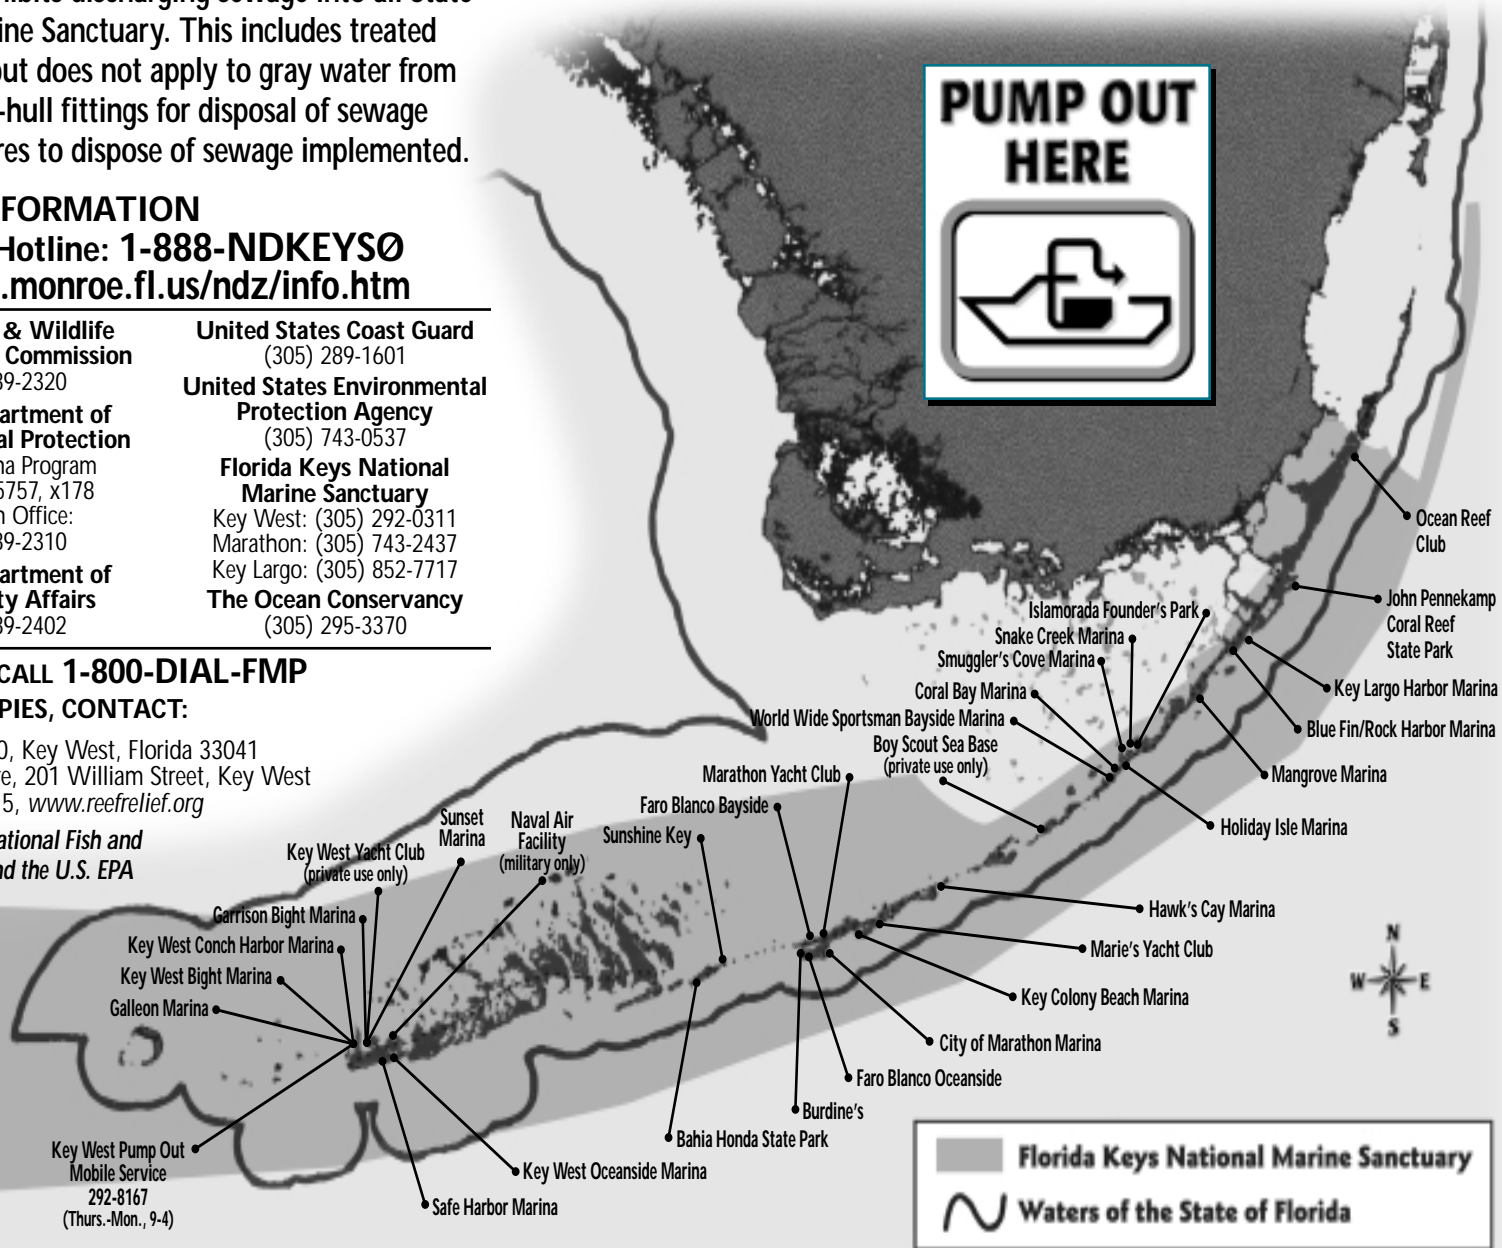 hibits discharging sewage into all state
ine Sanctuary. This includes treated
but does not apply to gray water from
-hull fittings for disposal of sewage
res to dispose of sewage implemented.
FORMATION
Hotline: 1-888-NDKEYSØ
.monroe.fl.us/ndz/info.htm
& Wildlife
Commission
39-2320
artment of
al Protection
na Program
5757, x178
n Office:
39-2310
artment of
ty Affairs
39-2402
United States Coast Guard
(305) 289-1601
United States Environmental
Protection Agency
(305) 743-0537
Florida Keys National
Marine Sanctuary
Key West: (305) 292-0311
Marathon: (305) 743-2437
Key Largo: (305) 852-7717
The Ocean Conservancy
(305) 295-3370
CALL 1-800-DIAL-FMP
PIES, CONTACT:
0, Key West, Florida 33041
re, 201 William Street, Key West
5, www.reefrelief.org
ational Fish and
nd the U.S. EPA
PUMP OUT
HERE
Ocean Reef
Club
John Pennekamp
Coral Reef
State Park
Key Largo Harbor Marina
Blue Fin/Rock Harbor Marina
Mangrove Marina
Holiday Isle Marina
Islamorada Founder's Park
Snake Creek Marina
Smuggler's Cove Marina
Coral Bay Marina
World Wide Sportsman Bayside Marina
Boy Scout Sea Base
(private use only)
Marathon Yacht Club
Faro Blanco Bayside
Sunshine Key
Naval Air
Facility
(military only)
Sunset
Marina
Key West Yacht Club
(private use only)
Garrison Bight Marina
Key West Conch Harbor Marina
Key West Bight Marina
Galleon Marina
Key West Pump Out
Mobile Service
292-8167
(Thurs.-Mon., 9-4)
Safe Harbor Marina
Key West Oceanside Marina
Bahia Honda State Park
Burdine's
Faro Blanco Oceanside
City of Marathon Marina
Key Colony Beach Marina
Marie's Yacht Club
Hawk's Cay Marina
N
W E
S
Florida Keys National Marine Sanctuary
Waters of the State of Florida